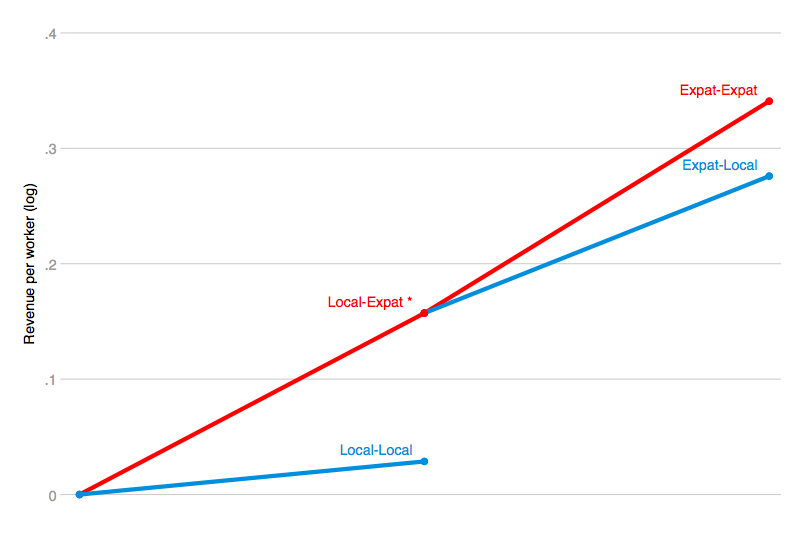 .4
Expat-Expat
.3
Expat-Local
Revenue per worker (log)
.2
Local-Expat *
.1
Local-Local
0